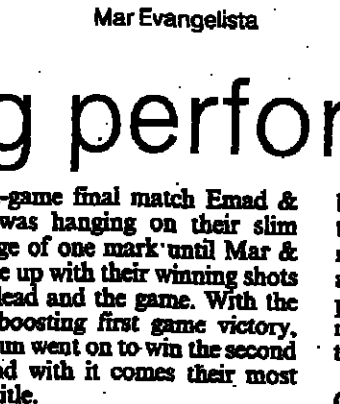 Mar Evangelista
g perfor
-game final match Emad &
was hanging on their slim
ge of one mark until Mar &
e up with their winning shots
lead and the game. With the
boosting first game victory,
un went on to win the second
d with it comes their most
itle.